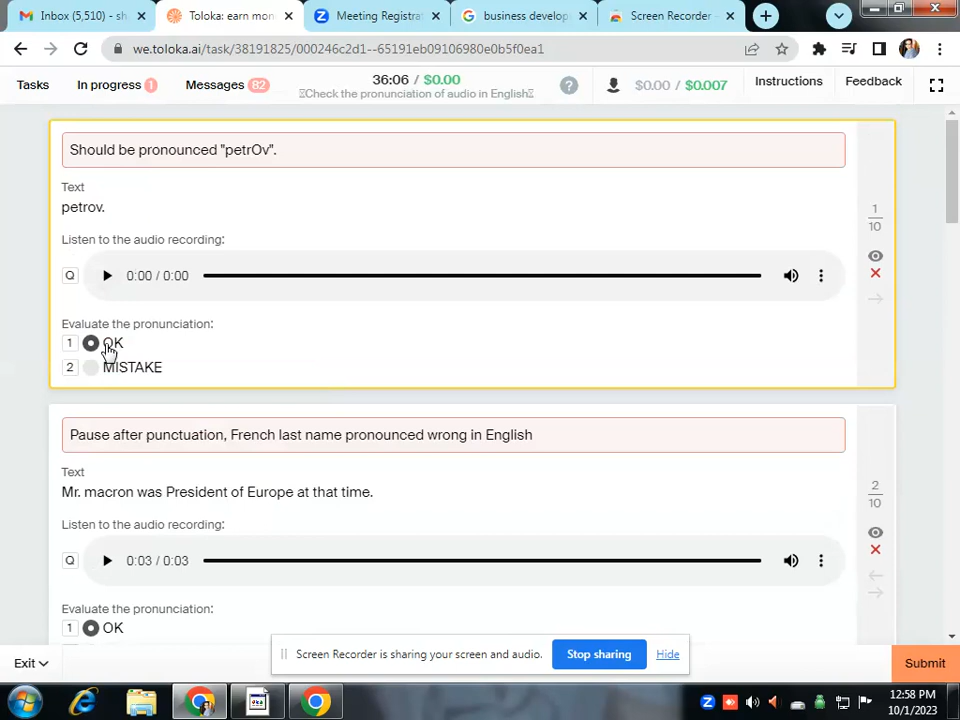 Inbox (5,510) - sh
Toloka: earn mon
Meeting Registrat
business develop
Screen Recorder
we.toloka.ai/task/38191825/000246c2d1--65191eb09106980e0b5f0ea1
Tasks
In progress 1
Messages 82
36:06 / $0.00
Check the pronunciation of audio in English
?
$0.00 / $0.007
Instructions
Feedback
Should be pronounced "petrOv".
Text
petrov.
Listen to the audio recording:
Q
0:00 / 0:00
1
10
Evaluate the pronunciation:
1 OK
2 MISTAKE
Pause after punctuation, French last name pronounced wrong in English
Text
Mr. macron was President of Europe at that time.
2
10
Listen to the audio recording:
Q
0:03 / 0:03
Evaluate the pronunciation:
1 OK
Screen Recorder is sharing your screen and audio.
Stop sharing
Hide
Exit
Submit
12:58 PM
10/1/2023